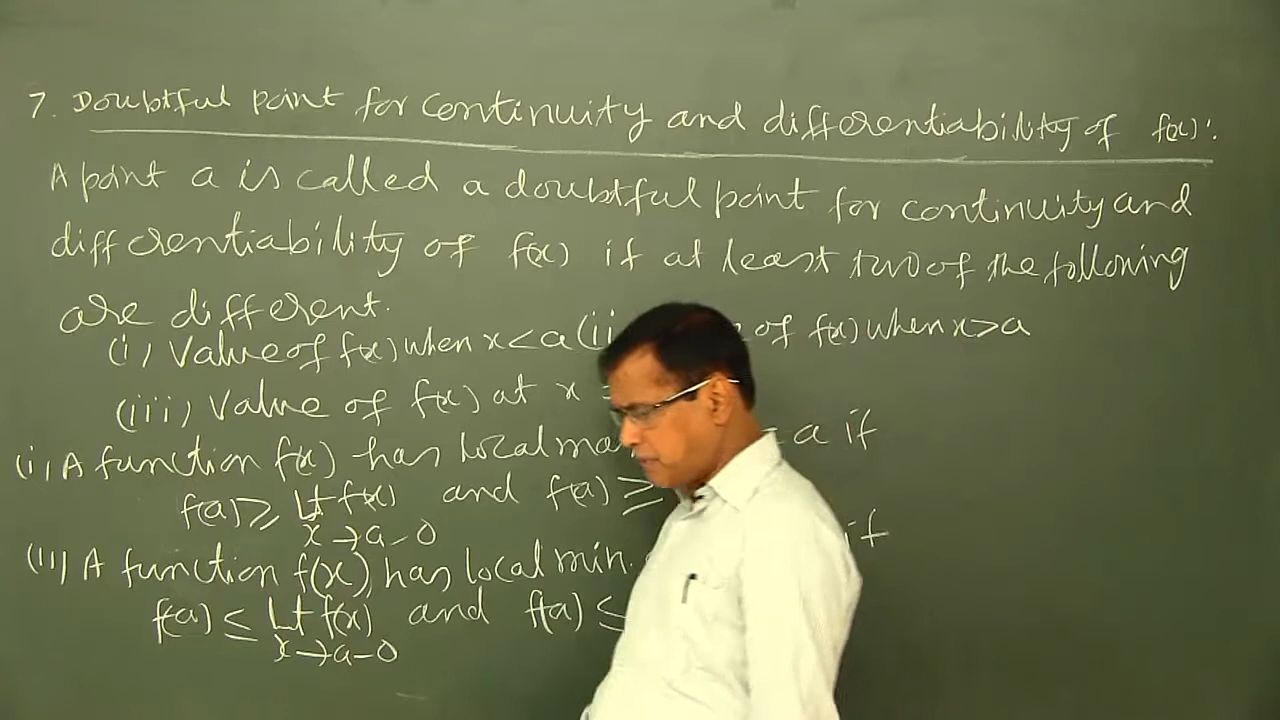 7. Doubtful point for continuity and differentiability of f(x):
A point a is called a doubtful point for continuity and
differentiability of f(x) if at least two of the following
are different.
(i) Value of f(x) when x<a (ii of f(x) when x>a
(iii) Value of f(x) at x
(i) A function f(x) has local ma a if
f(a) ≥ Lt f(x) and f(a) ≥
x→a-0
(ii) A function f(x) has local min. if
f(a) ≤ Lt f(x) and f(a) ≤
x→a-0